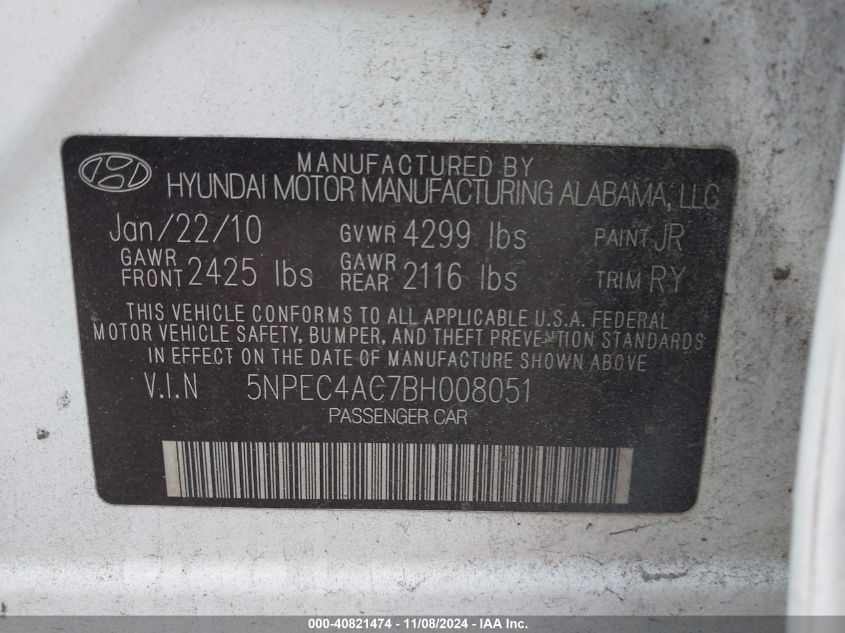 MANUFACTURED BY
HYUNDAI MOTOR MANUFACTURING ALABAMA, LLC
Jan/22/10 GVWR 4299 lbs PAINT JR
GAWR FRONT 2425 lbs GAWR REAR 2116 lbs TRIM RY
THIS VEHICLE CONFORMS TO ALL APPLICABLE U.S.A. FEDERAL
MOTOR VEHICLE SAFETY, BUMPER, AND THEFT PREVENTION STANDARDS
IN EFFECT ON THE DATE OF MANUFACTURE SHOWN ABOVE
V.I.N 5NPEC4AC7BH008051
PASSENGER CAR
000-40821474 - 11/08/2024 - IAA Inc.